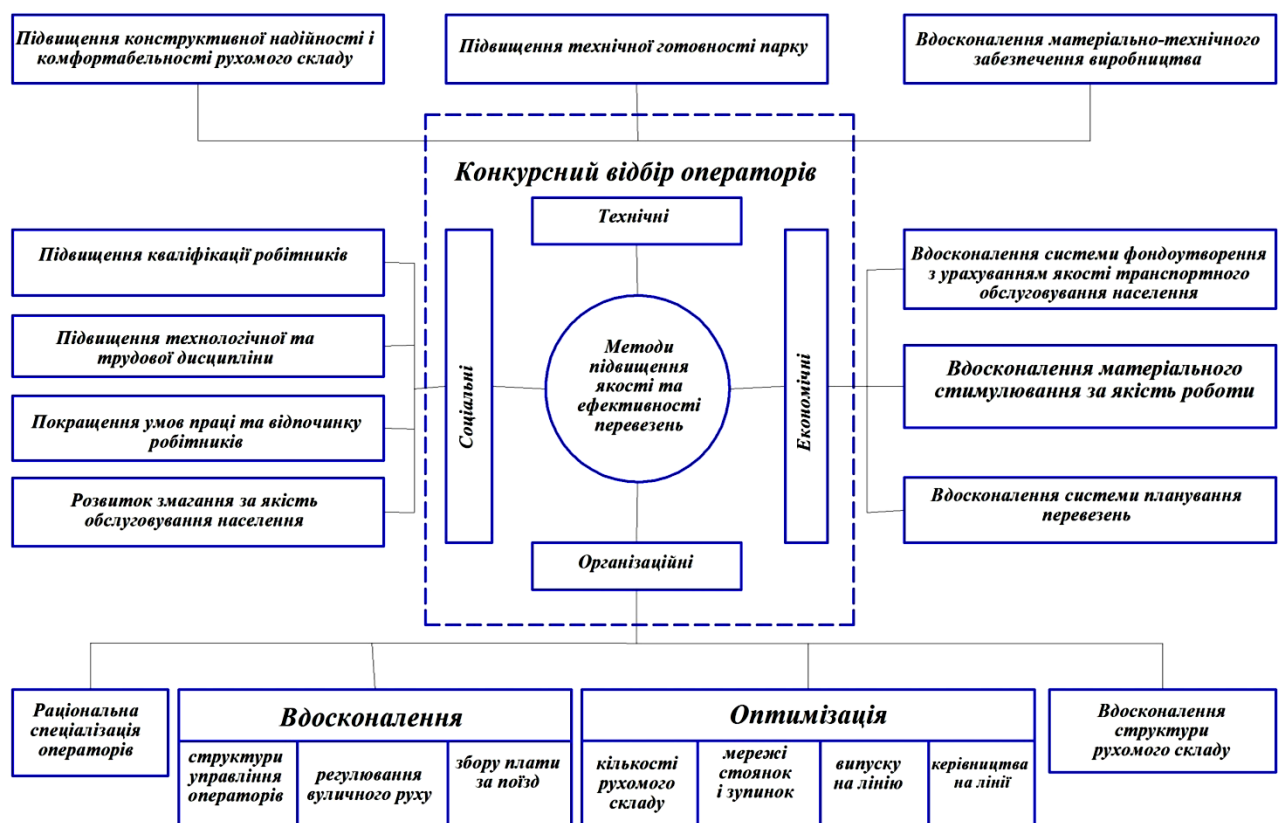 Підвищення конструктивної надійності і
комфортабельності рухомого складу
Підвищення технічної готовності парку
Вдосконалення матеріально-технічного
забезпечення виробництва
Конкурсний відбір операторів
Технічні
Підвищення кваліфікації робітників
Підвищення технологічної та
трудової дисципліни
Покращення умов праці та відпочинку
робітників
Розвиток змагання за якість
обслуговування населення
Соціальні
Методи
підвищення
якості та
ефективності
перевезень
Економічні
Вдосконалення системи фондоутворення
з урахуванням якості транспортного
обслуговування населення
Вдосконалення матеріального
стимулювання за якість роботи
Вдосконалення системи планування
перевезень
Організаційні
Раціональна
спеціалізація
операторів
Вдосконалення
структури
управління
операторів
регулювання
вуличного руху
збору плати
за поїзд
Оптимізація
кількості
рухомого
складу
мережі
стоянок
і зупинок
випуску
на лінію
керівництва
на лінії
Вдосконалення
структури
рухомого складу